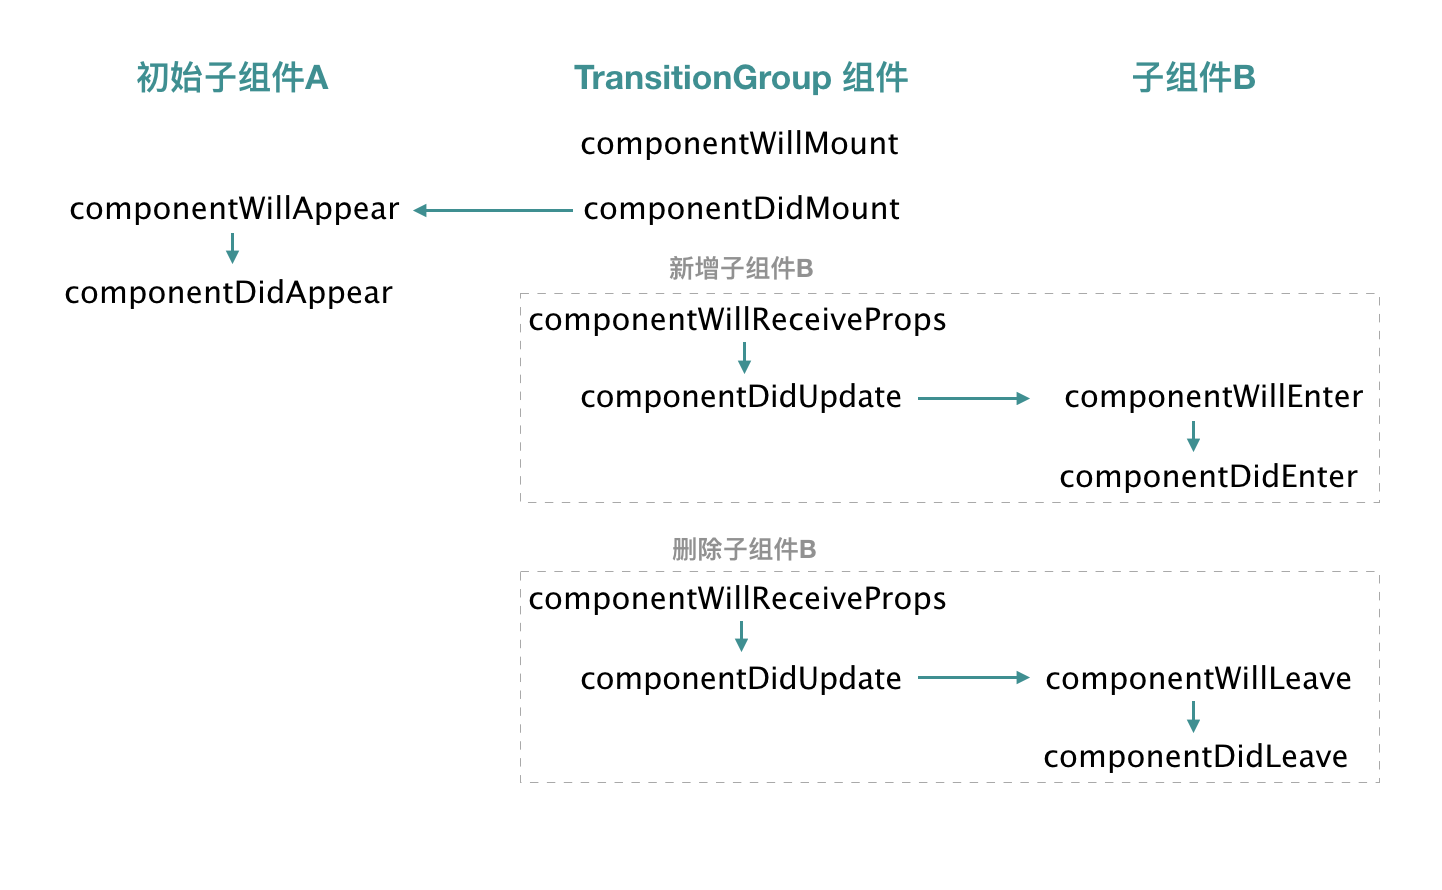 初始子组件A
TransitionGroup 组件
子组件B
componentWillMount
componentWillAppear
componentDidMount
componentDidAppear
新增子组件B
componentWillReceiveProps
componentDidUpdate
componentWillEnter
componentDidEnter
删除子组件B
componentWillReceiveProps
componentDidUpdate
componentWillLeave
componentDidLeave